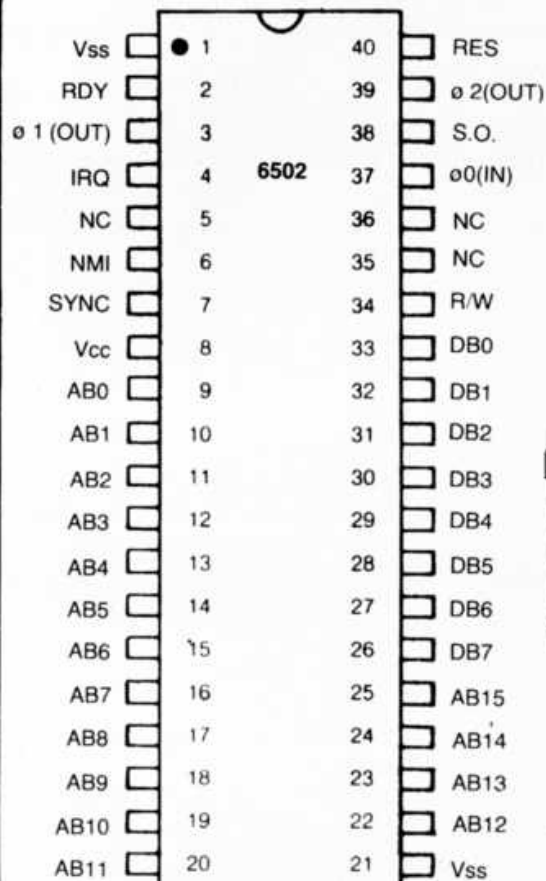 Vss 1 40 RES
RDY 2 39 ø 2(OUT)
ø 1 (OUT) 3 38 S.O.
IRQ 4 6502 37 ø0(IN)
NC 5 36 NC
NMI 6 35 NC
SYNC 7 34 R/W
Vcc 8 33 DB0
AB0 9 32 DB1
AB1 10 31 DB2
AB2 11 30 DB3
AB3 12 29 DB4
AB4 13 28 DB5
AB5 14 27 DB6
AB6 15 26 DB7
AB7 16 25 AB15
AB8 17 24 AB14
AB9 18 23 AB13
AB10 19 22 AB12
AB11 20 21 Vss